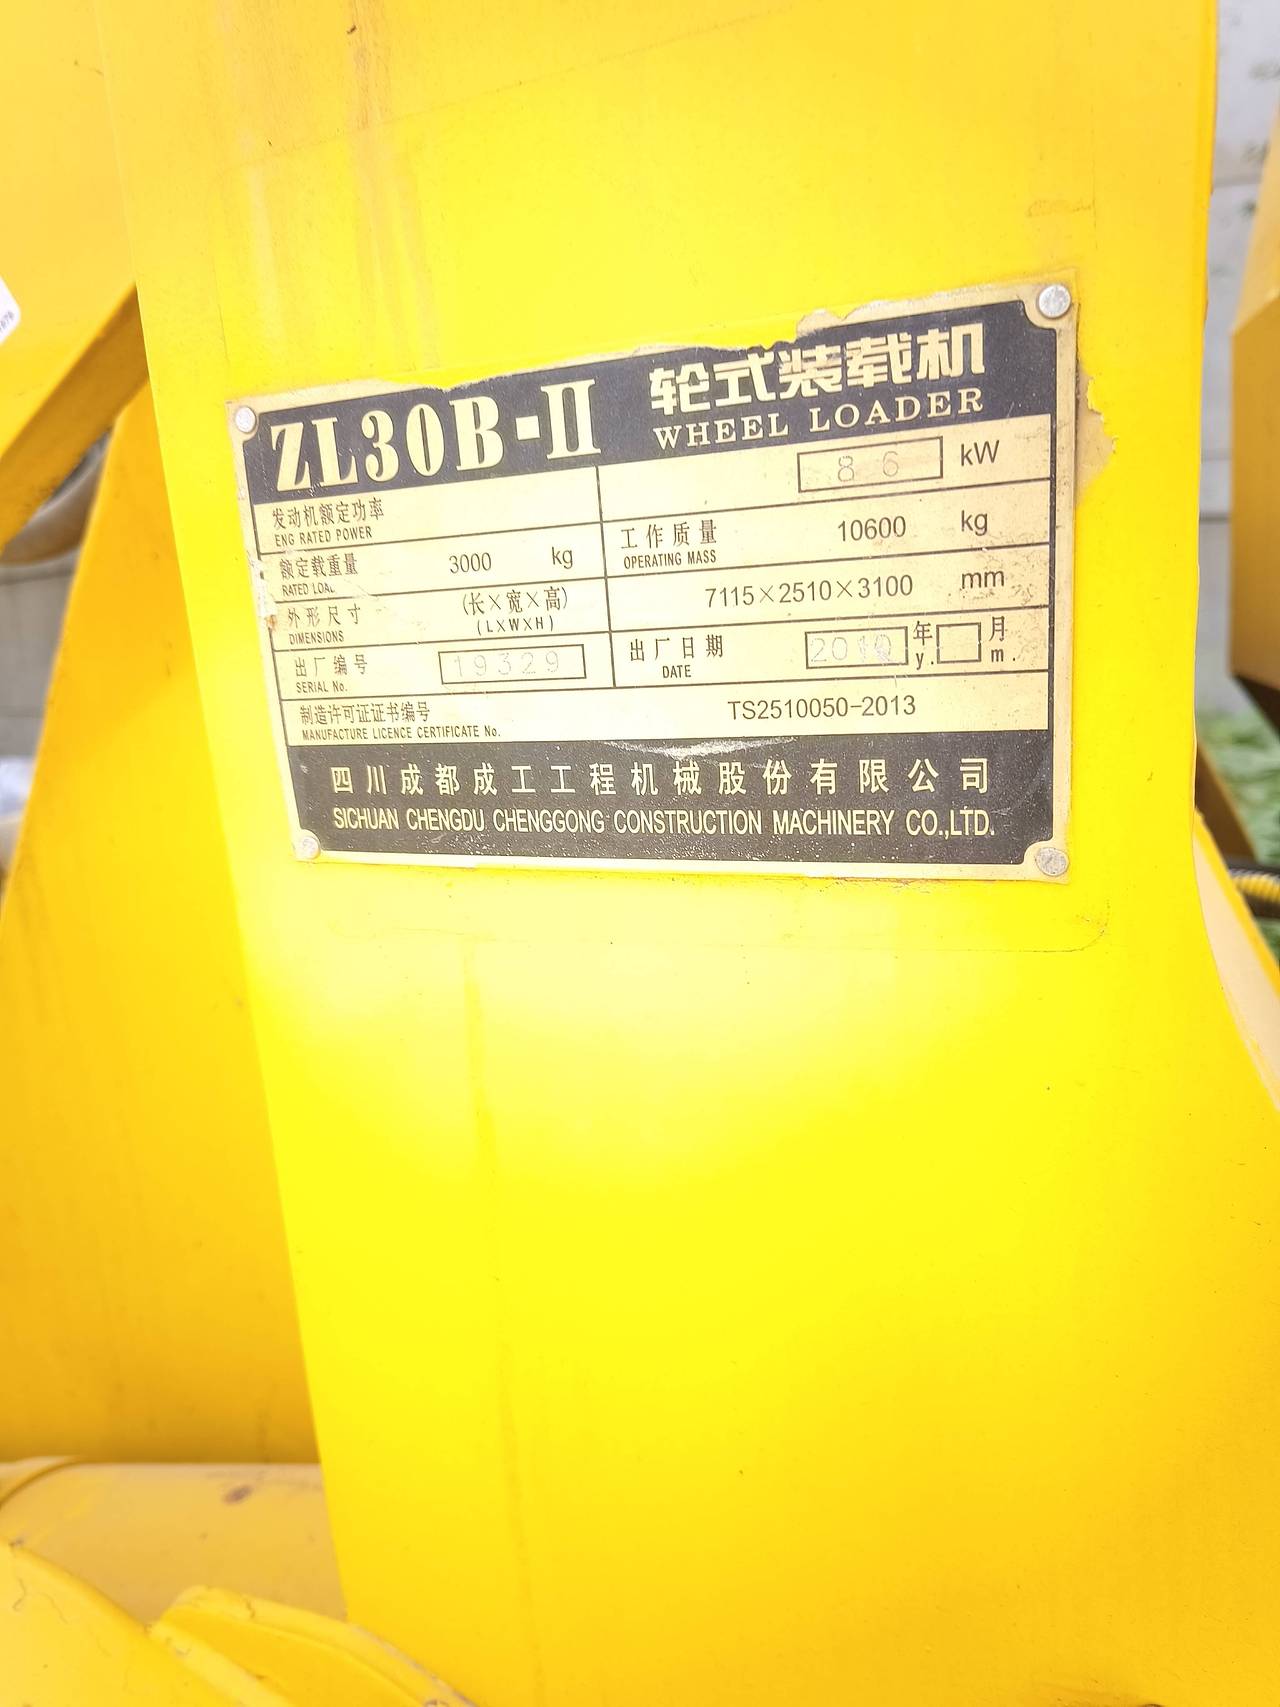 ZL30B-II 轮式装载机
WHEEL LOADER
发动机额定功率 86 kW
ENG RATED POWER
额定载重量 3000 kg 工作质量 10600 kg
RATED LOAD OPERATING MASS
外形尺寸 (长×宽×高) 7115×2510×3100 mm
DIMENSIONS (L×W×H)
出厂编号 19329 出厂日期 2010 年 月
SERIAL No. DATE y. m.
制造许可证证书编号 TS2510050-2013
MANUFACTURE LICENCE CERTIFICATE No.
四川成都成工工程机械股份有限公司
SICHUAN CHENGDU CHENGGONG CONSTRUCTION MACHINERY CO.,LTD.